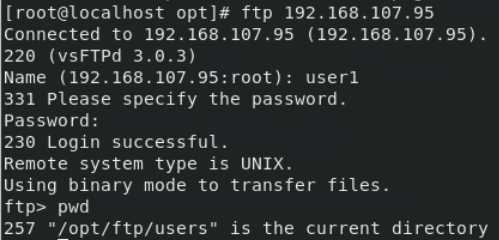 [root@localhost opt]# ftp 192.168.107.95
Connected to 192.168.107.95 (192.168.107.95).
220 (vsFTPd 3.0.3)
Name (192.168.107.95:root): user1
331 Please specify the password.
Password:
230 Login successful.
Remote system type is UNIX.
Using binary mode to transfer files.
ftp> pwd
257 "/opt/ftp/users" is the current directory